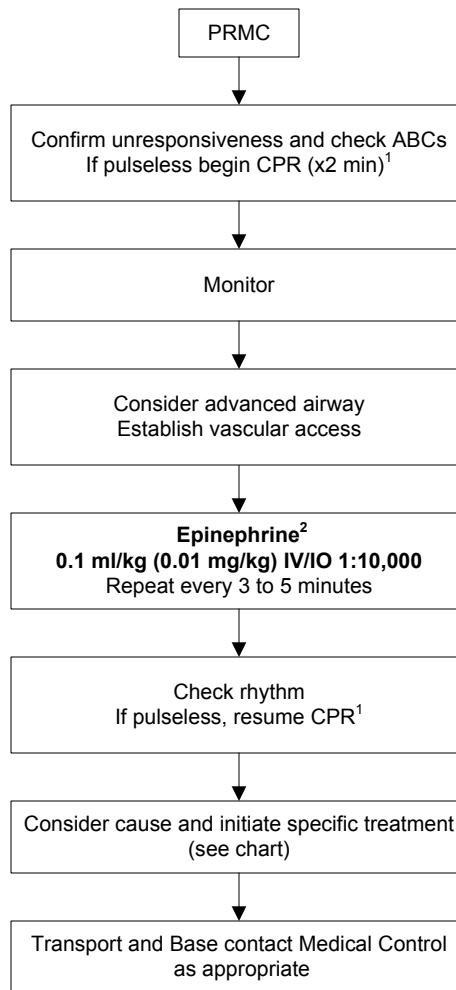 PRMC
Confirm unresponsiveness and check ABCs
If pulseless begin CPR (x2 min)¹
Monitor
Consider advanced airway
Establish vascular access
Epinephrine²
0.1 ml/kg (0.01 mg/kg) IV/IO 1:10,000
Repeat every 3 to 5 minutes
Check rhythm
If pulseless, resume CPR¹
Consider cause and initiate specific treatment
(see chart)
Transport and Base contact Medical Control
as appropriate